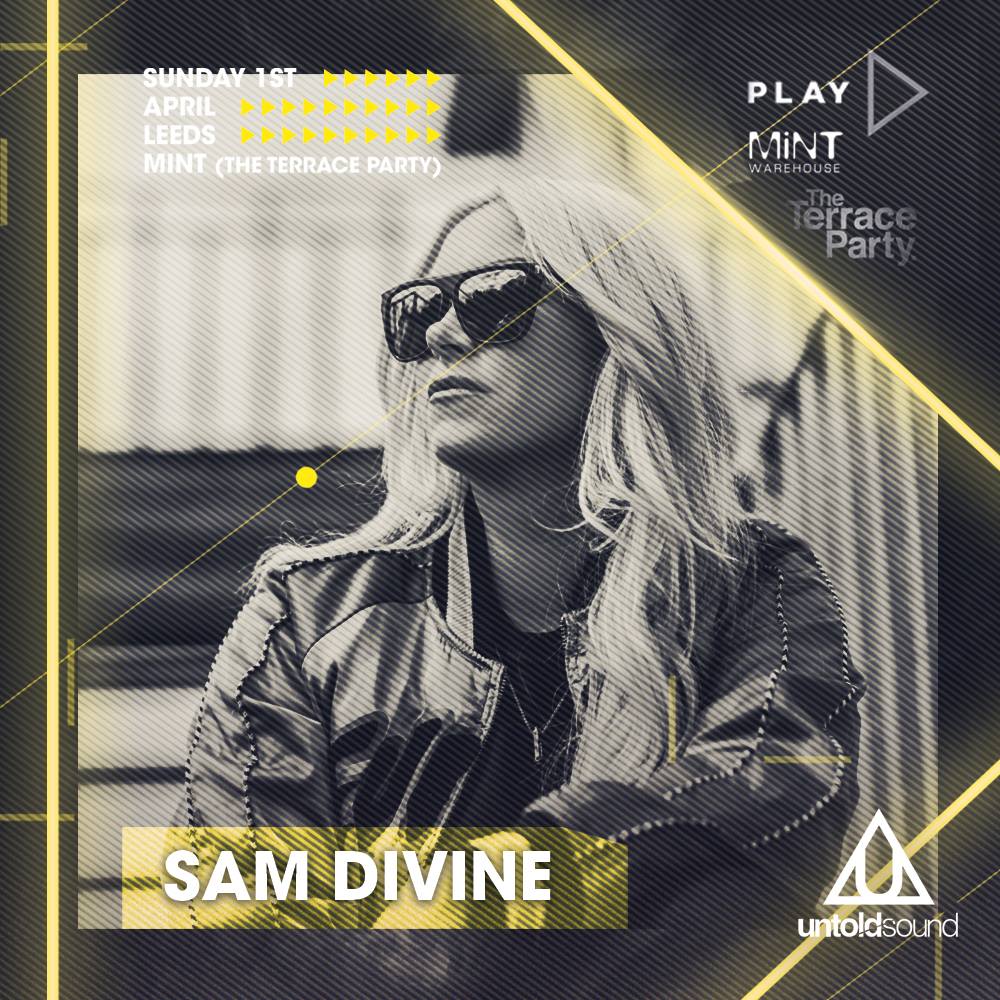 SUNDAY 1ST
APRIL
LEEDS
MINT (THE TERRACE PARTY)
PLAY
MiNT
WAREHOUSE
The
Terrace
Party
SAM DIVINE
U
untoldsound